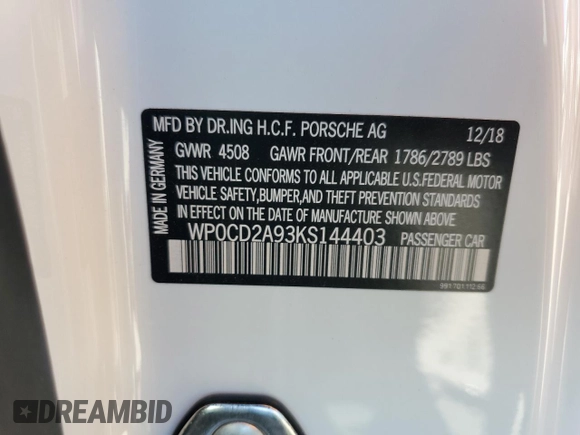 MFD BY DR.ING H.C.F. PORSCHE AG 12/18
GVWR 4508 GAWR FRONT/REAR 1786/2789 LBS
THIS VEHICLE CONFORMS TO ALL APPLICABLE U.S.FEDERAL MOTOR
VEHICLE SAFETY,BUMPER,AND THEFT PREVENTION STANDARDS
IN EFFECT ON THE DATE OF MANUFACTURE SHOWN ABOVE
WP0CD2A93KS144403 PASSENGER CAR
MADE IN GERMANY
DREAMBID